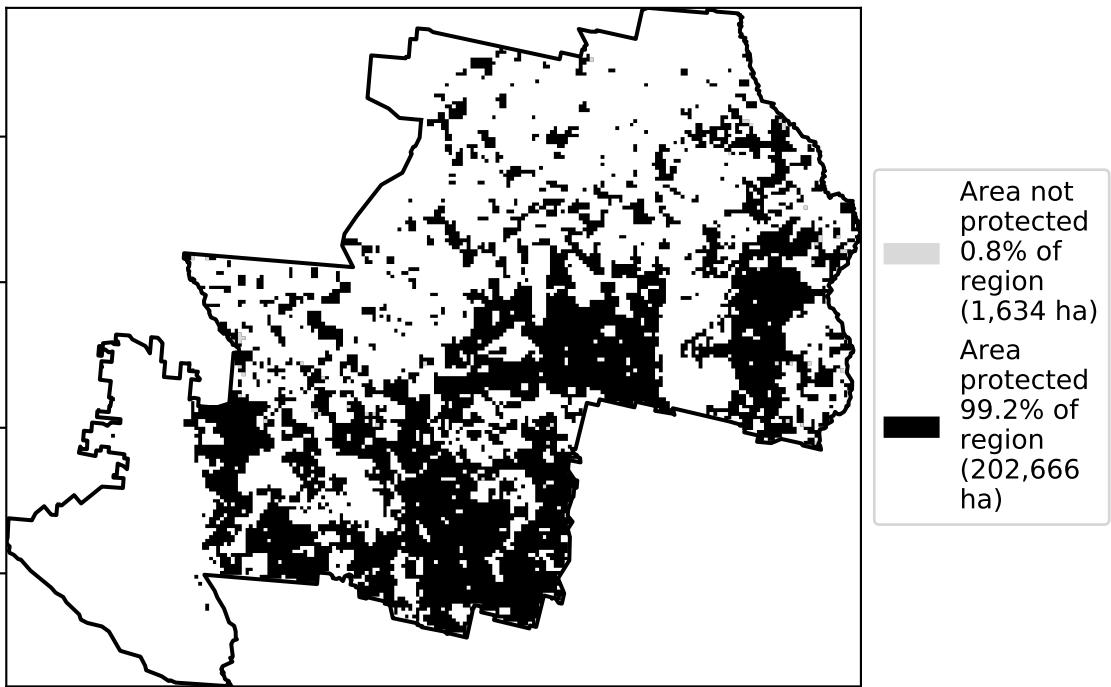 Area not
protected
0.8% of
region
(1,634 ha)
Area
protected
99.2% of
region
(202,666
ha)